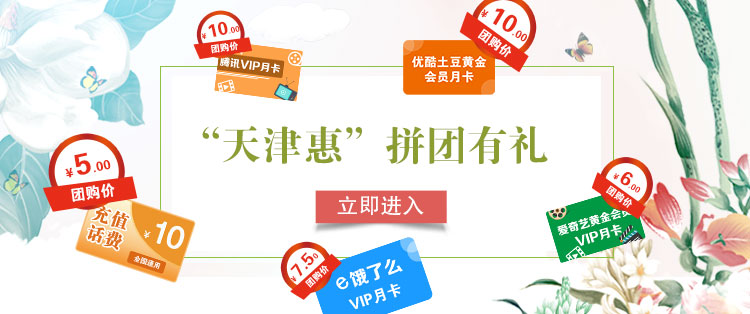 ¥10.00
团购价
腾讯VIP月卡
¥10.00
团购价
优酷土豆黄金
会员月卡
“天津惠”拼团有礼
立即进入
¥5.00
团购价
充值
话费
¥10
全国通用
¥7.50
团购价
e饿了么
VIP月卡
¥6.00
团购价
爱奇艺黄金会员
VIP月卡